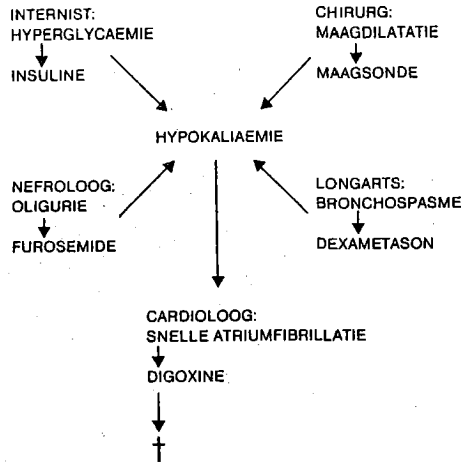 INTERNIST:
HYPERGLYCAEMIE
INSULINE
CHIRURG:
MAAGDILATATIE
MAAGSONDE
HYPOKALIAEMIE
NEFROLOOG:
OLIGURIE
FUROSEMIDE
LONGARTS:
BRONCHOSPASME
DEXAMETASON
CARDIOLOOG:
SNELLE ATRIUMFIBRILLATIE
DIGOXINE
†